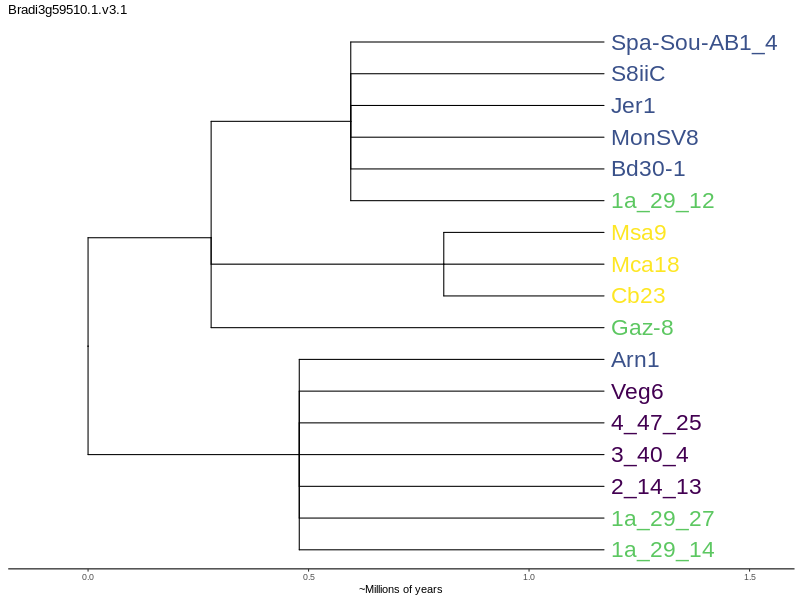 Bradi3g59510.1.v3.1
Spa-Sou-AB1_4
S8iiC
Jer1
MonSV8
Bd30-1
1a_29_12
Msa9
Mca18
Cb23
Gaz-8
Arn1
Veg6
4_47_25
3_40_4
2_14_13
1a_29_27
1a_29_14
0.0 0.5 1.0 1.5
~Millions of years